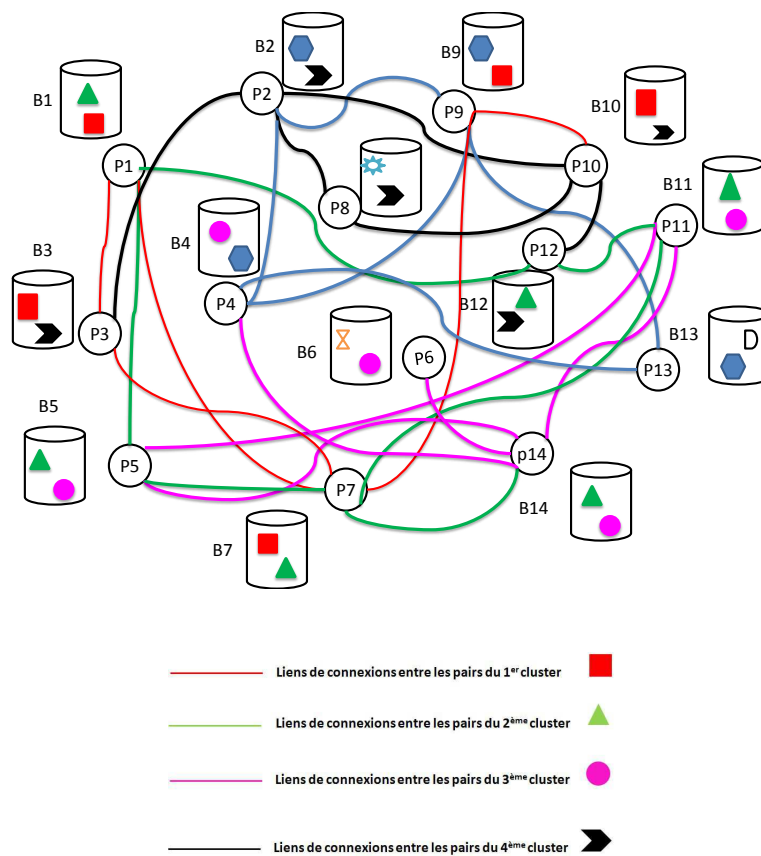 B2
B9
B1
P2
P9
B10
P1
P10
B11
P8
P11
B4
P12
B3
P4
B12
P3
B6
P6
B13
D
P13
B5
P5
p14
P7
B14
B7
Liens de connexions entre les pairs du 1er cluster
Liens de connexions entre les pairs du 2ème cluster
Liens de connexions entre les pairs du 3ème cluster
Liens de connexions entre les pairs du 4ème cluster